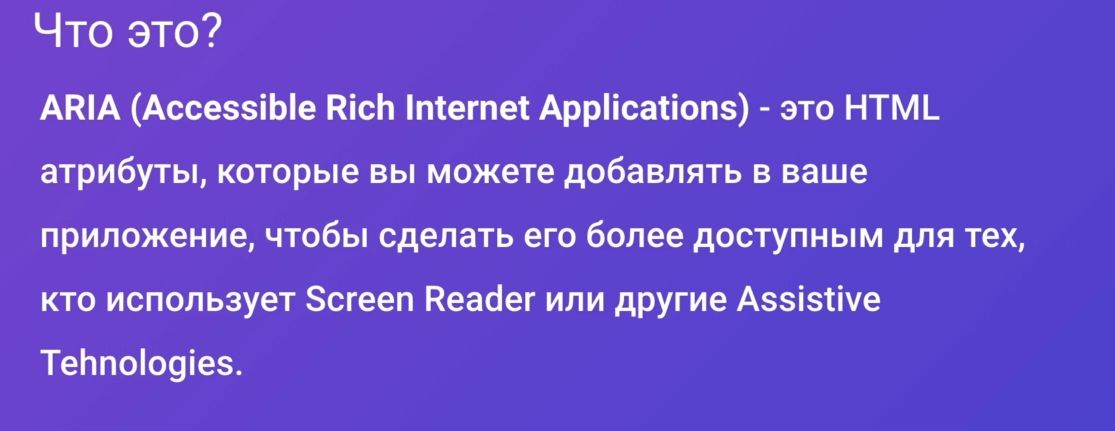 Что это?
ARIA (Accessible Rich Internet Applications) - это HTML
атрибуты, которые вы можете добавлять в ваше
приложение, чтобы сделать его более доступным для тех,
кто использует Screen Reader или другие Assistive
Tehnologies.